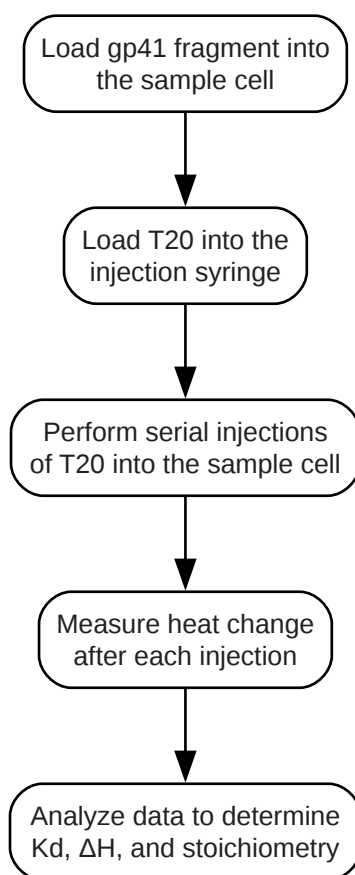 Load gp41 fragment into
the sample cell
Load T20 into the
injection syringe
Perform serial injections
of T20 into the sample cell
Measure heat change
after each injection
Analyze data to determine
Kd, ΔH, and stoichiometry